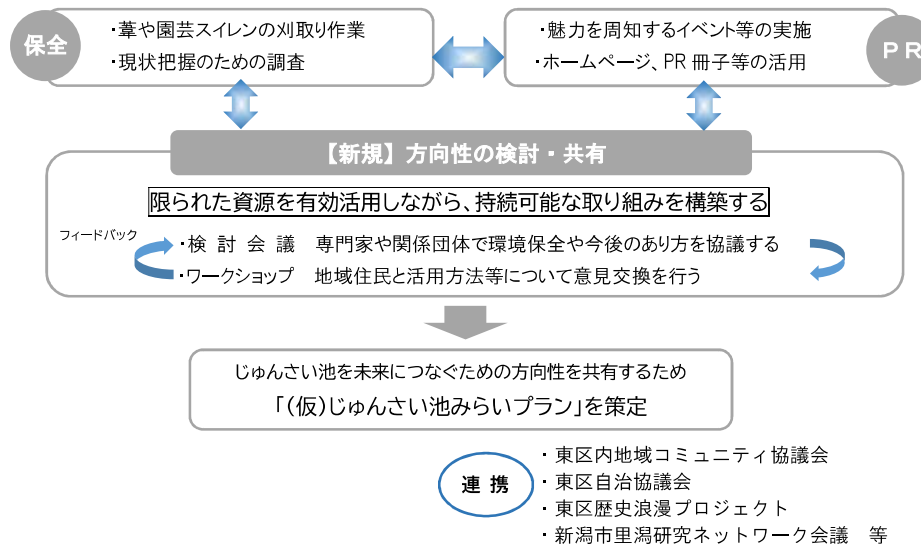 保全
・葦や園芸スイレンの刈取り作業
・現状把握のための調査
・魅力を周知するイベント等の実施
・ホームページ、PR 冊子等の活用
PR
【新規】方向性の検討・共有
限られた資源を有効活用しながら、持続可能な取り組みを構築する
フィードバック
・検 討 会 議　専門家や関係団体で環境保全や今後のあり方を協議する
・ワークショップ　地域住民と活用方法等について意見交換を行う
じゅんさい池を未来につなぐための方向性を共有するため
「(仮)じゅんさい池みらいプラン」を策定
連 携
・東区内地域コミュニティ協議会
・東区自治協議会
・東区歴史浪漫プロジェクト
・新潟市里潟研究ネットワーク会議　等